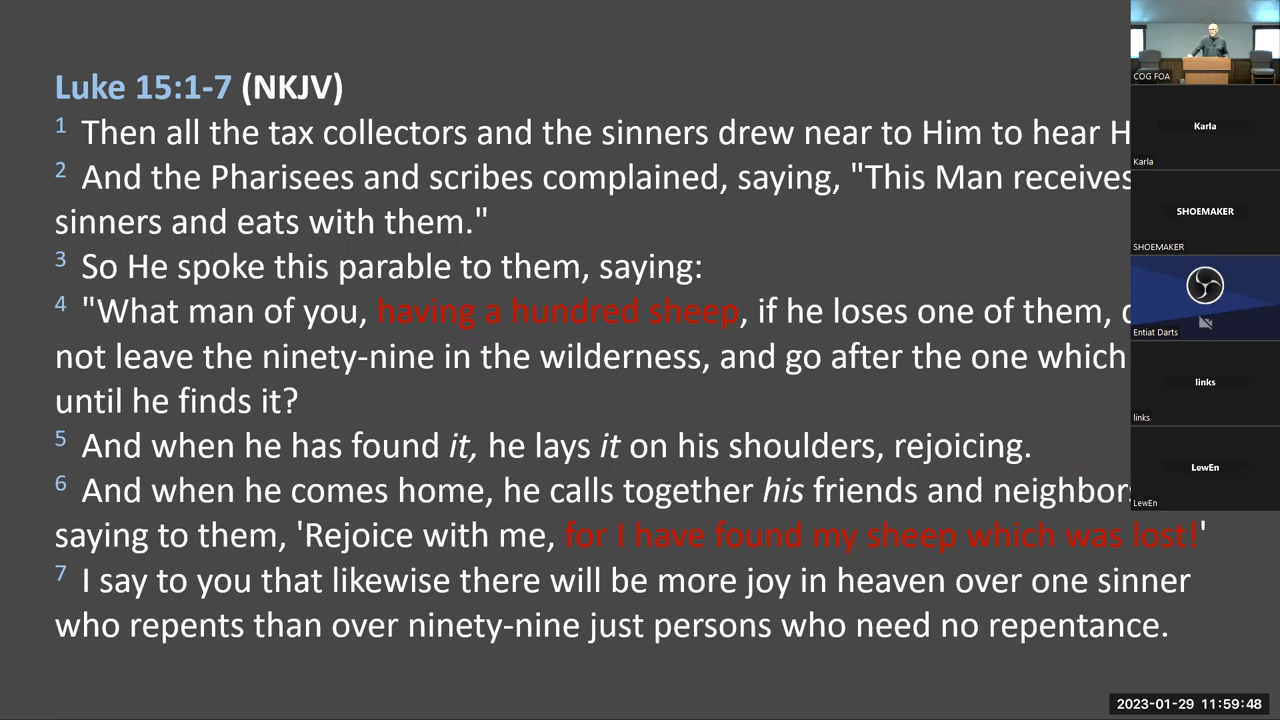 Luke 15:1-7 (NKJV)
1 Then all the tax collectors and the sinners drew near to Him to hear H
2 And the Pharisees and scribes complained, saying, "This Man receives
sinners and eats with them."
3 So He spoke this parable to them, saying:
4 "What man of you, having a hundred sheep, if he loses one of them,
not leave the ninety-nine in the wilderness, and go after the one which
until he finds it?
5 And when he has found it, he lays it on his shoulders, rejoicing.
6 And when he comes home, he calls together his friends and neighbors
saying to them, 'Rejoice with me, for I have found my sheep which was lost!'
7 I say to you that likewise there will be more joy in heaven over one sinner
who repents than over ninety-nine just persons who need no repentance.
COG FOA
Karla
Karla
SHOEMAKER
SHOEMAKER
Entiat Darts
links
links
LewEn
LewEn
2023-01-29 11:59:48